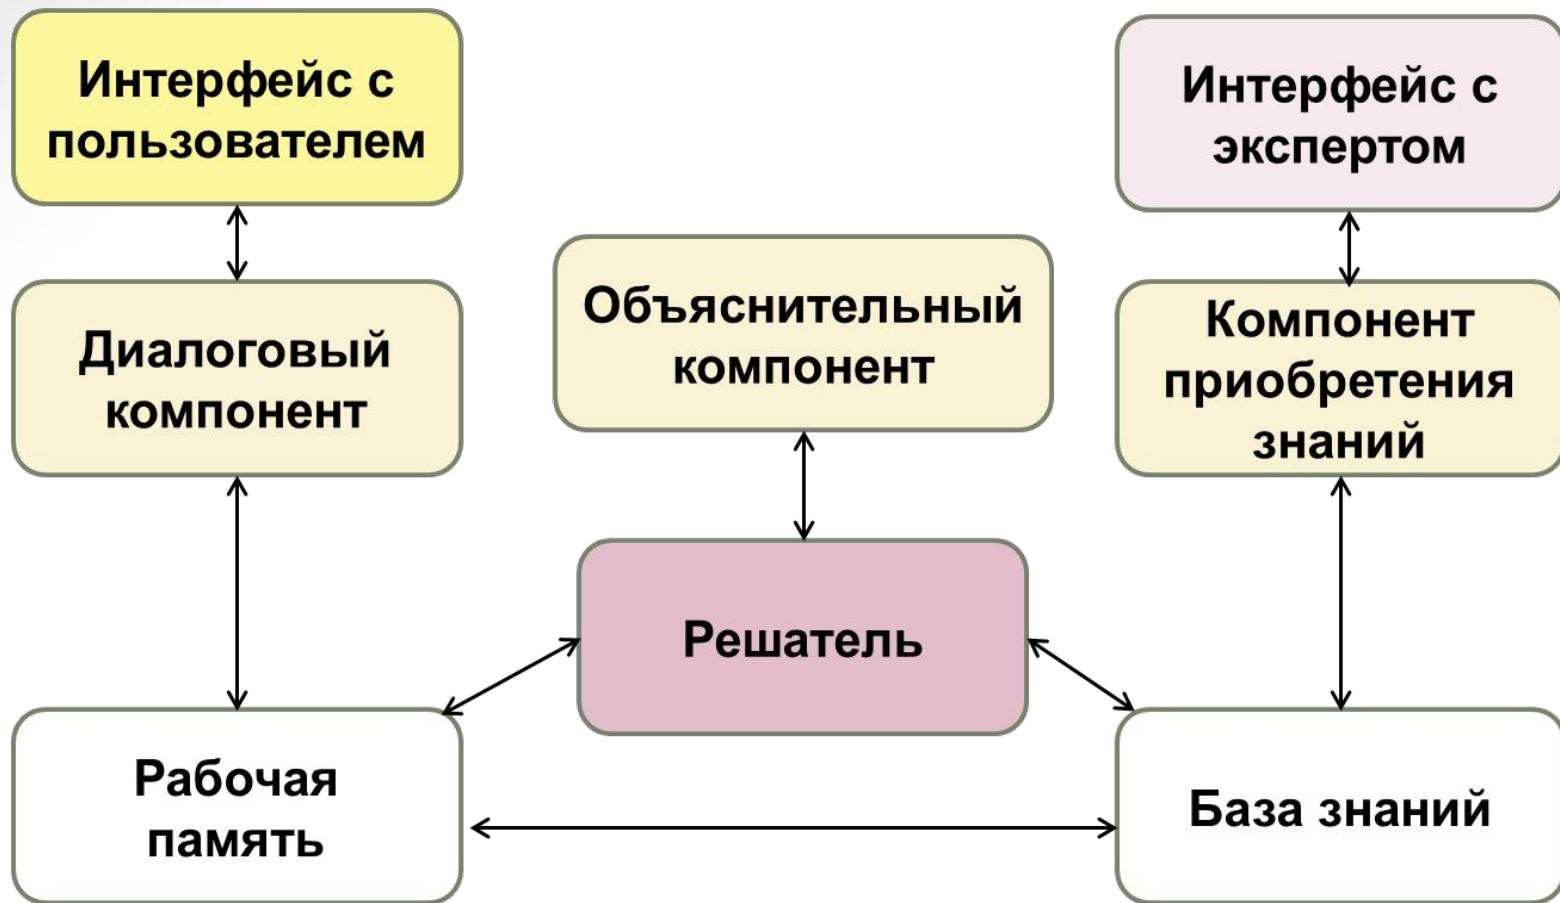 Интерфейс с
пользователем
Интерфейс с
экспертом
Объяснительный
компонент
Диалоговый
компонент
Компонент
приобретения
знаний
Решатель
Рабочая
память
База знаний